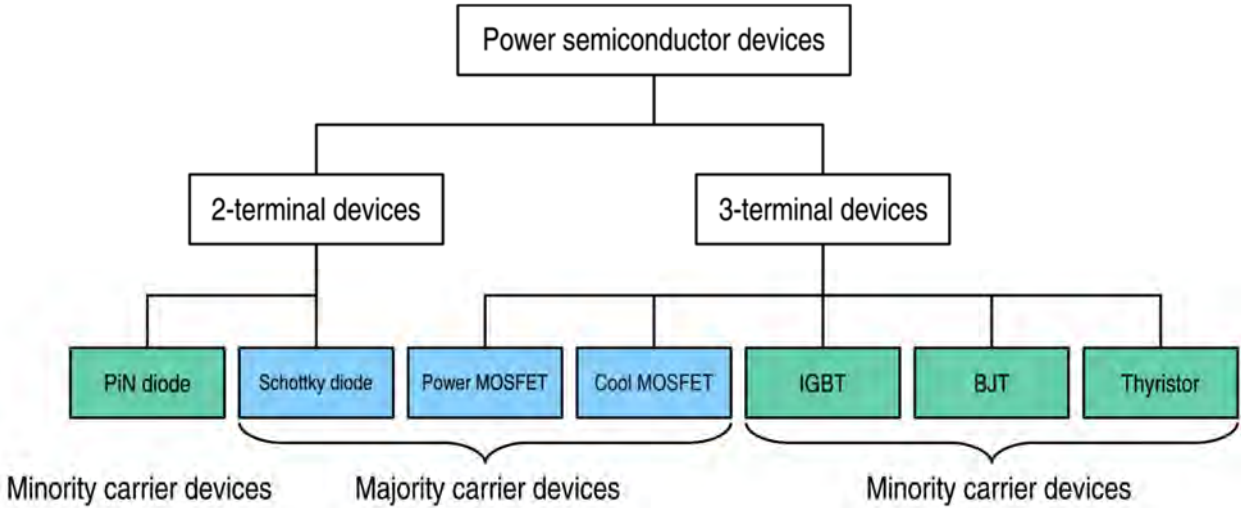 Power semiconductor devices
2-terminal devices
3-terminal devices
PiN diode
Schottky diode
Power MOSFET
Cool MOSFET
IGBT
BJT
Thyristor
Minority carrier devices
Majority carrier devices
Minority carrier devices